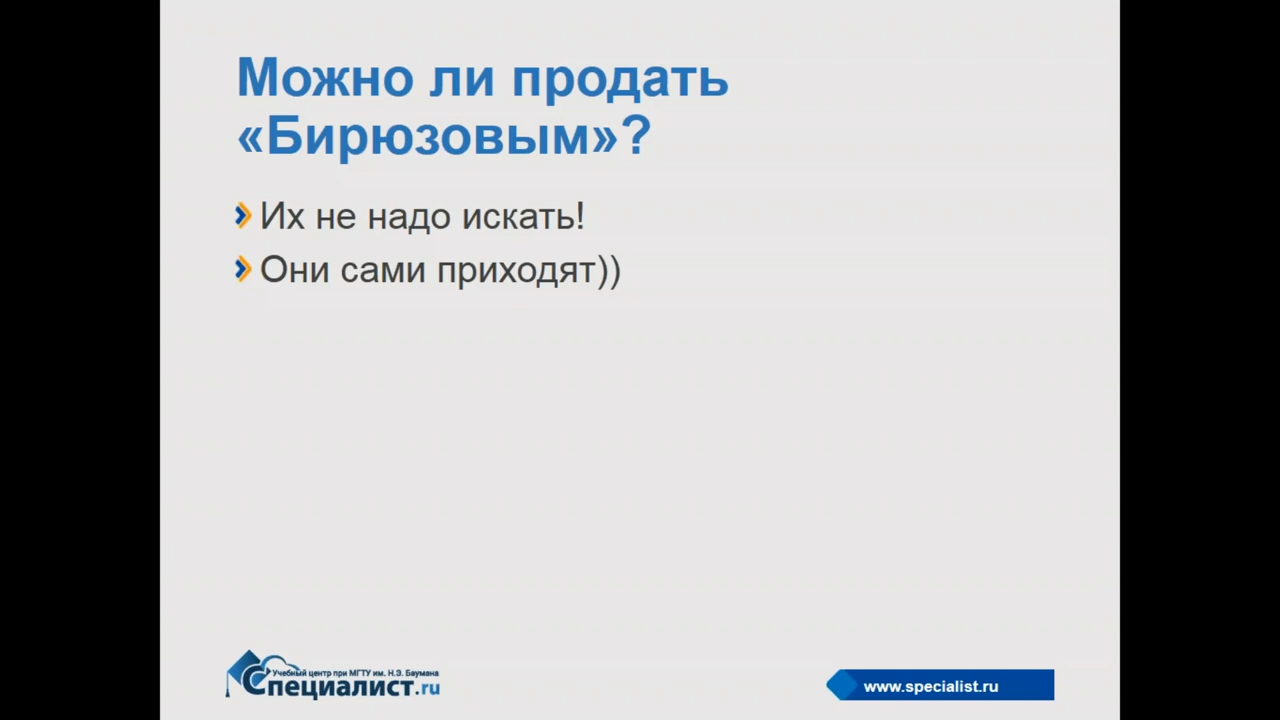 Можно ли продать
«Бирюзовым»?
Их не надо искать!
Они сами приходят))
Учебный центр при МГТУ им. Н.Э. Баумана
Специалист.ru
www.specialist.ru